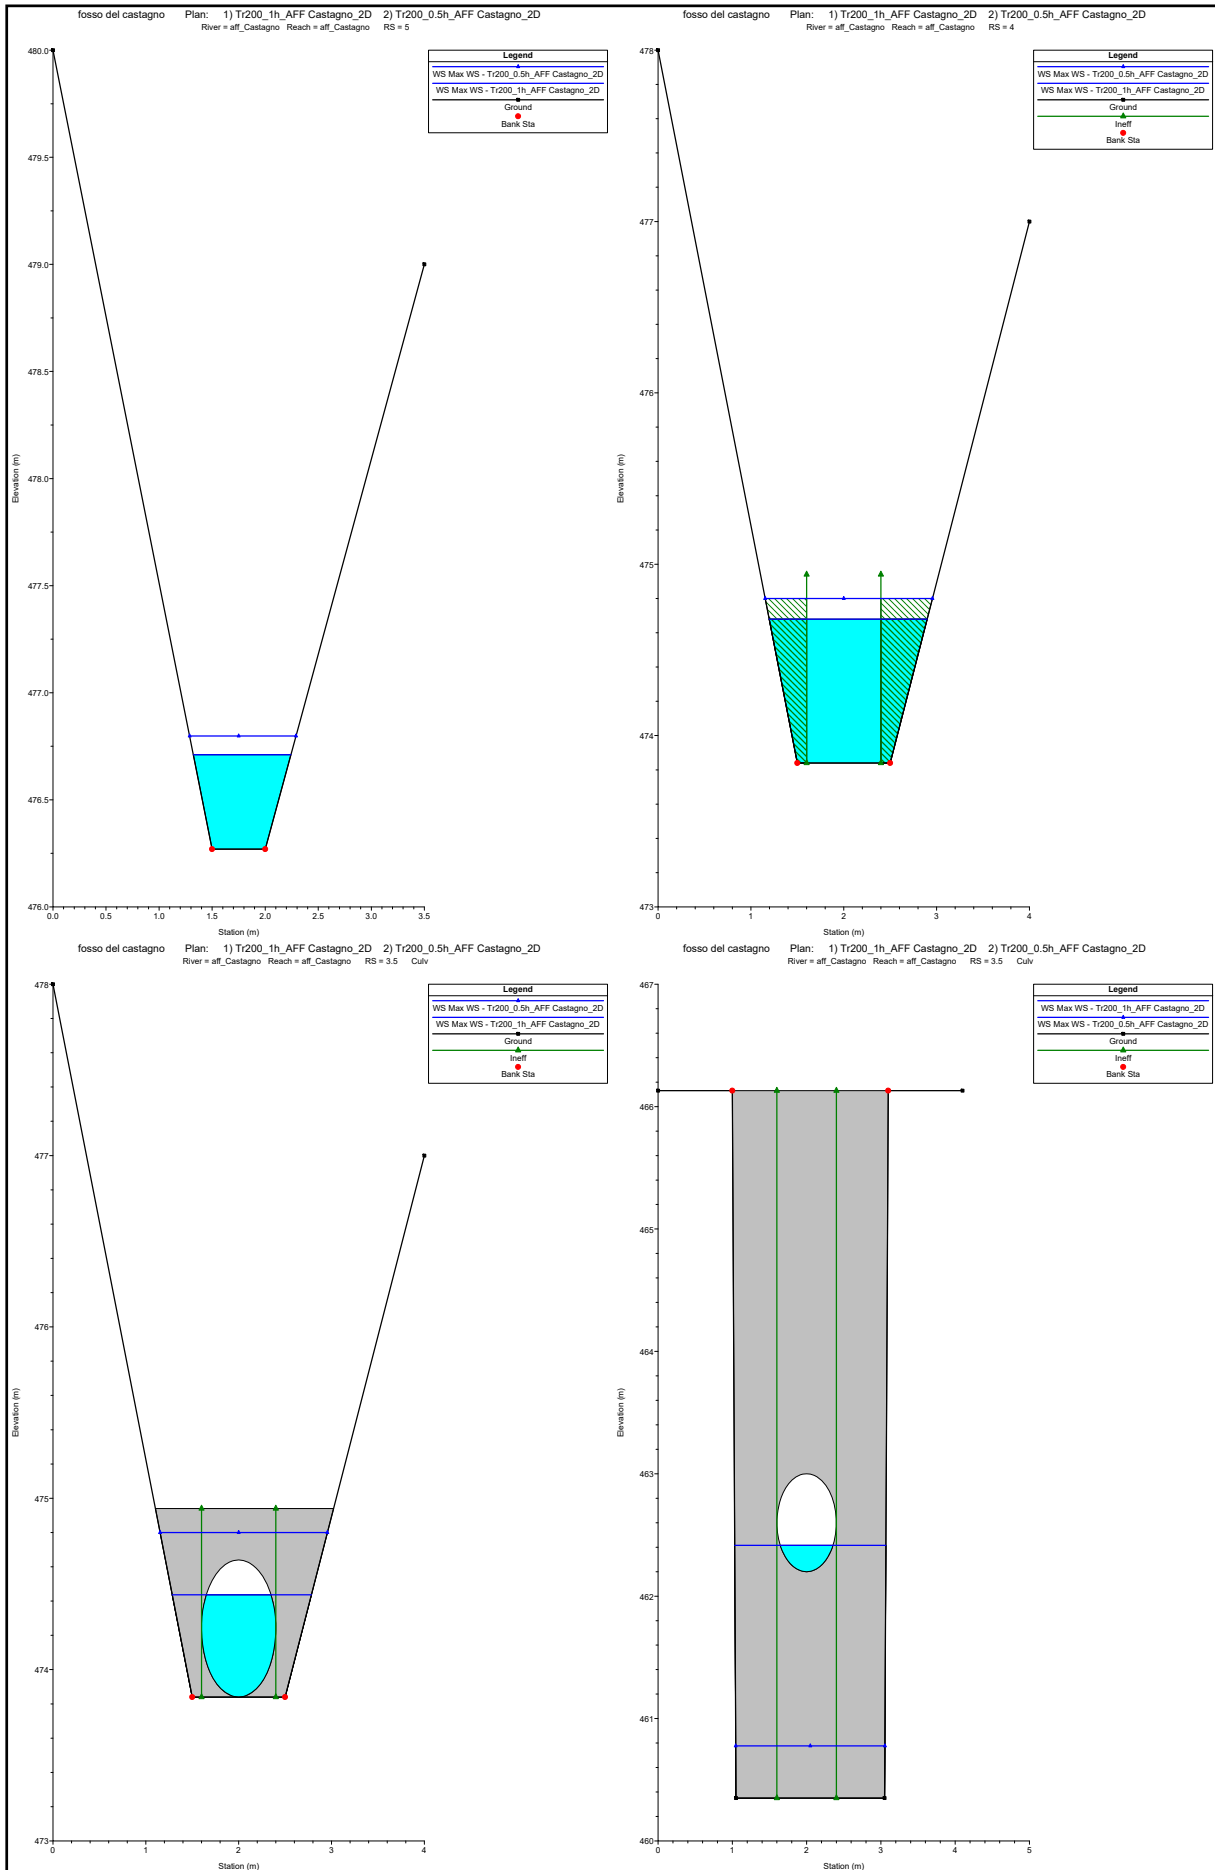 fosso del castagno Plan: 1) Tr200_1h_AFF Castagno_2D 2) Tr200_0.5h_AFF Castagno_2D
River = aff_Castagno Reach = aff_Castagno RS = 5
Legend
WS Max WS - Tr200_0.5h_AFF Castagno_2D
WS Max WS - Tr200_1h_AFF Castagno_2D
Ground
Bank Sta
480.0
479.5
479.0
478.5
478.0
477.5
477.0
476.5
476.0
Elevation (m)
0.0 0.5 1.0 1.5 2.0 2.5 3.0 3.5
Station (m)
fosso del castagno Plan: 1) Tr200_1h_AFF Castagno_2D 2) Tr200_0.5h_AFF Castagno_2D
River = aff_Castagno Reach = aff_Castagno RS = 4
Legend
WS Max WS - Tr200_0.5h_AFF Castagno_2D
WS Max WS - Tr200_1h_AFF Castagno_2D
Ground
Ineff
Bank Sta
478
477
476
475
474
473
Elevation (m)
0 1 2 3 4
Station (m)
fosso del castagno Plan: 1) Tr200_1h_AFF Castagno_2D 2) Tr200_0.5h_AFF Castagno_2D
River = aff_Castagno Reach = aff_Castagno RS = 3.5 Culv
Legend
WS Max WS - Tr200_0.5h_AFF Castagno_2D
WS Max WS - Tr200_1h_AFF Castagno_2D
Ground
Ineff
Bank Sta
478
477
476
475
474
473
Elevation (m)
0 1 2 3 4
Station (m)
fosso del castagno Plan: 1) Tr200_1h_AFF Castagno_2D 2) Tr200_0.5h_AFF Castagno_2D
River = aff_Castagno Reach = aff_Castagno RS = 3.5 Culv
Legend
WS Max WS - Tr200_1h_AFF Castagno_2D
WS Max WS - Tr200_0.5h_AFF Castagno_2D
Ground
Ineff
Bank Sta
467
466
465
464
463
462
461
460
Elevation (m)
0 1 2 3 4 5
Station (m)